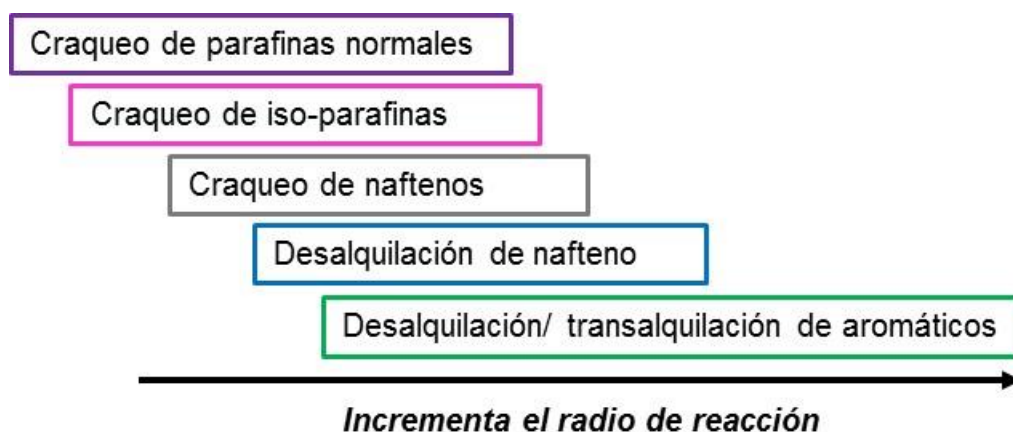 Craqueo de parafinas normales
Craqueo de iso-parafinas
Craqueo de naftenos
Desalquilación de nafteno
Desalquilación/ transalquilación de aromáticos
Incrementa el radio de reacción